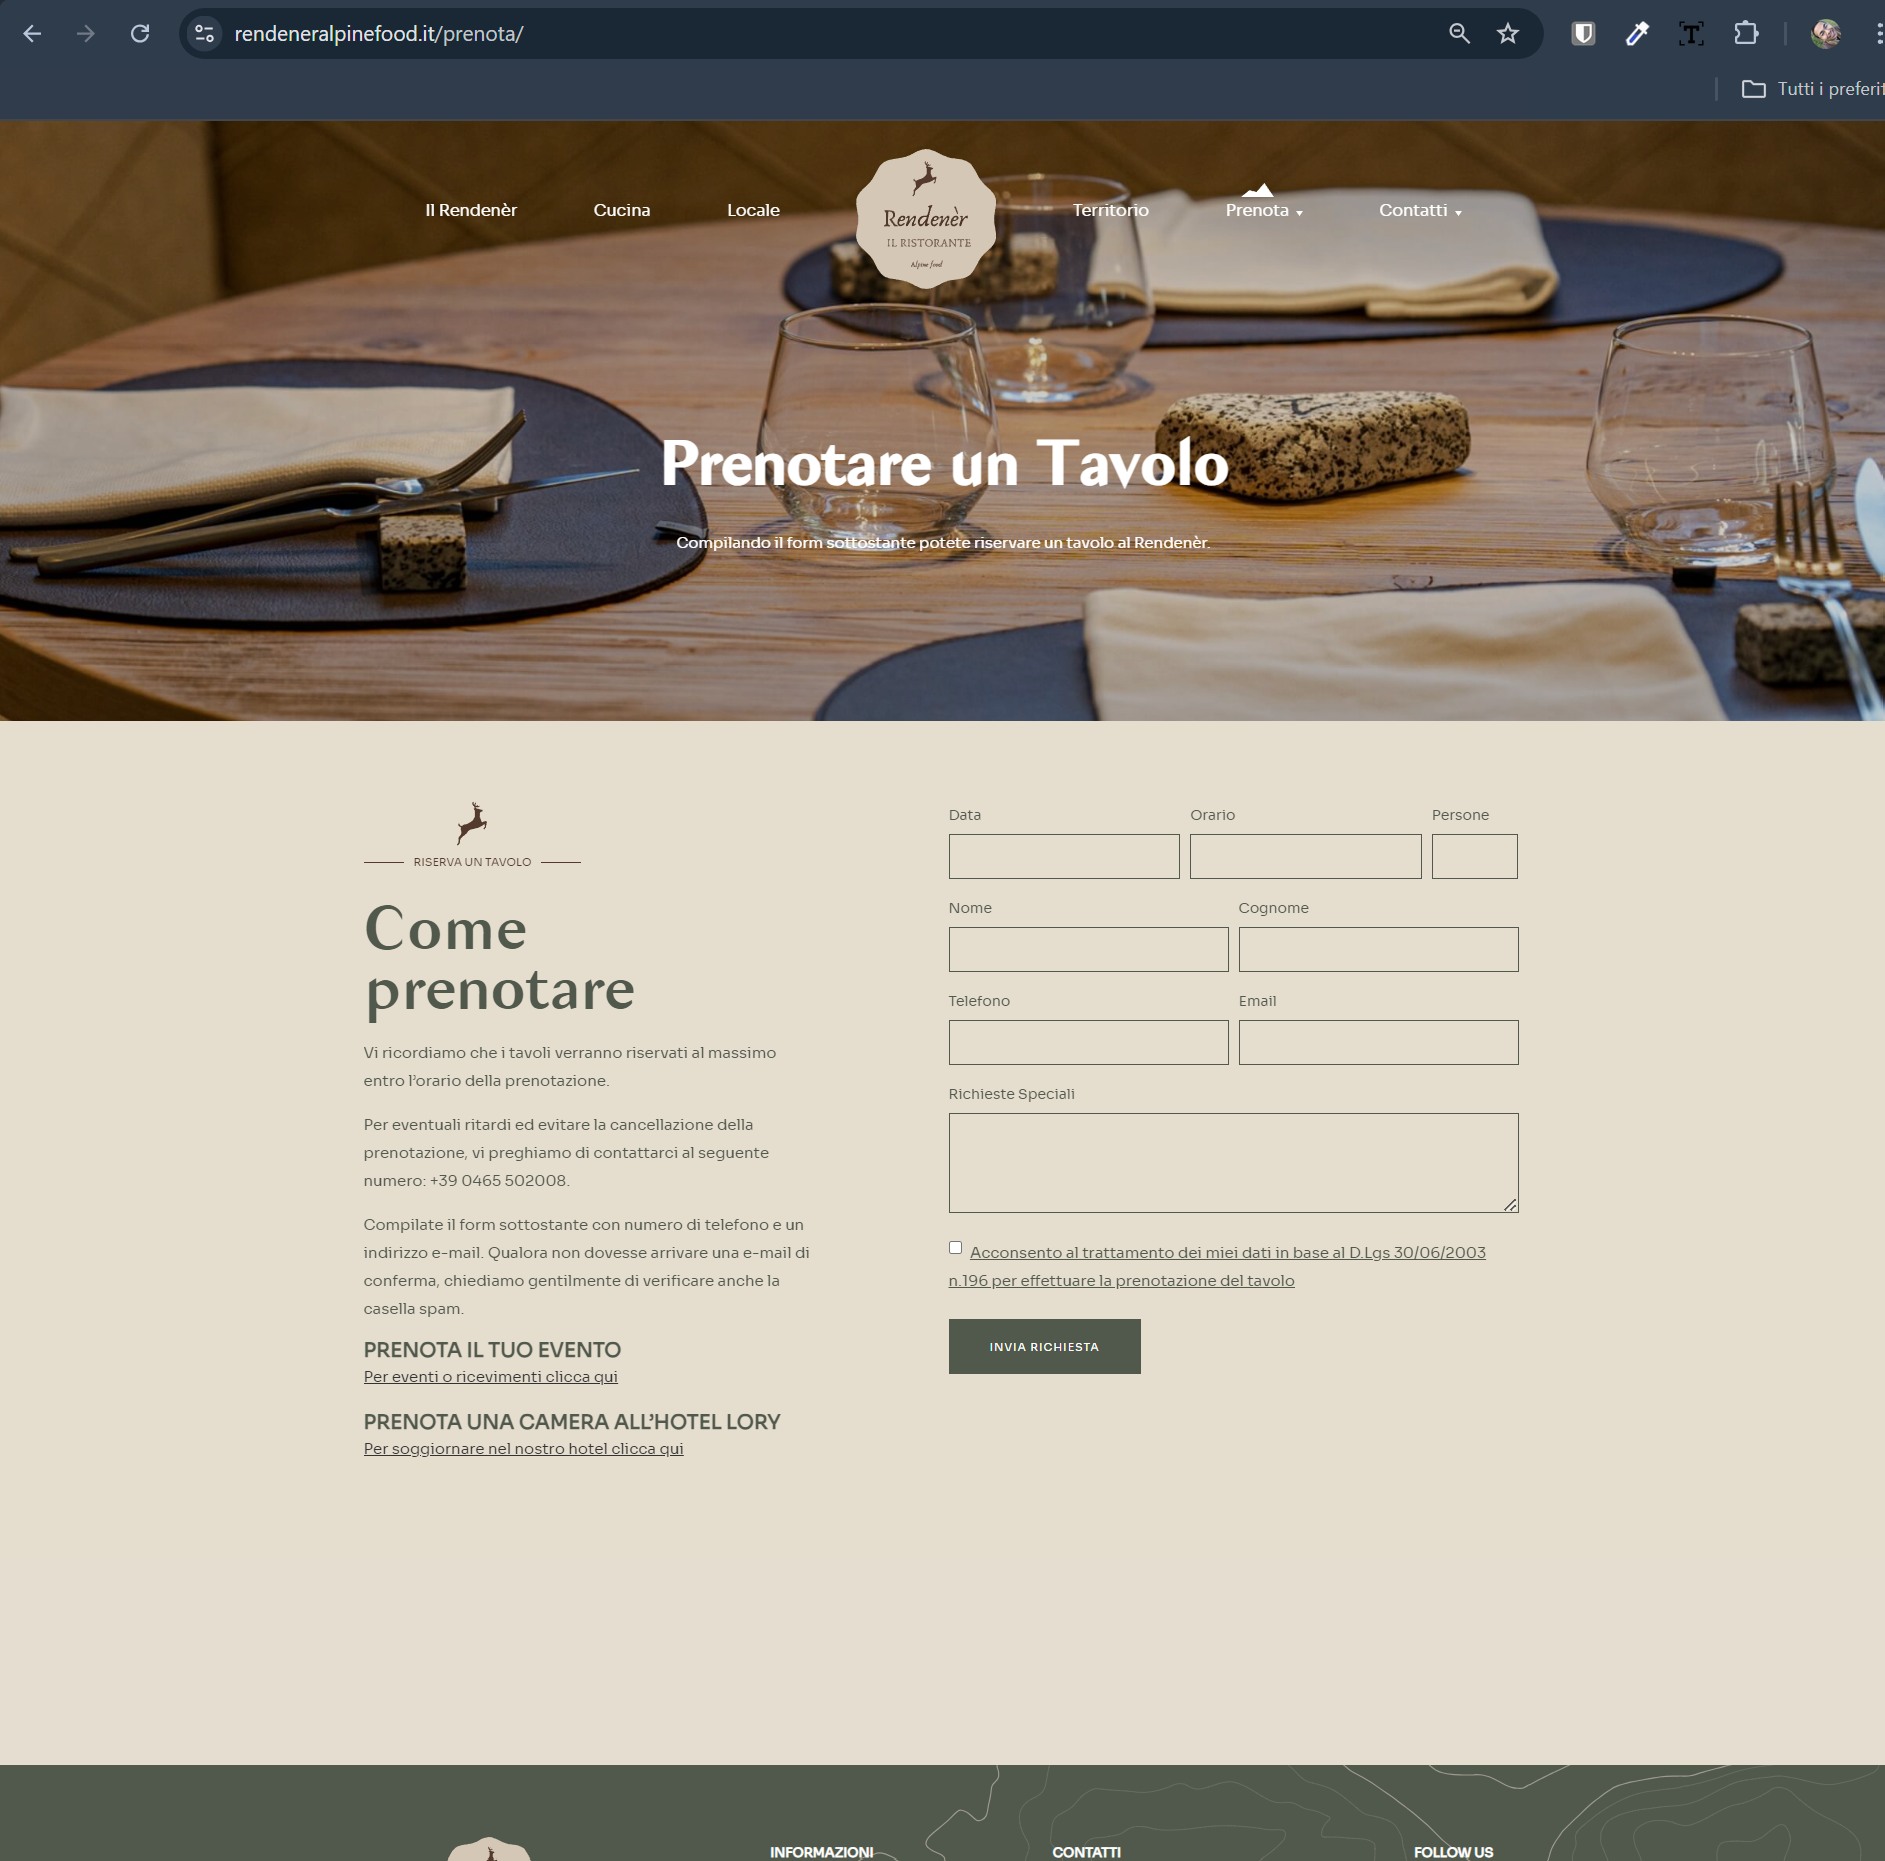 rendeneralpinefood.it/prenota/
Tutti i preferit
Il Rendenèr
Cucina
Locale
Rendenèr
IL RISTORANTE
Alpine food
Territorio
Prenota
Contatti
Prenotare un Tavolo
Compilando il form sottostante potete riservare un tavolo al Rendenèr.
RISERVA UN TAVOLO
Come
prenotare
Vi ricordiamo che i tavoli verranno riservati al massimo
entro l’orario della prenotazione.
Per eventuali ritardi ed evitare la cancellazione della
prenotazione, vi preghiamo di contattarci al seguente
numero: +39 0465 502008.
Compilate il form sottostante con numero di telefono e un
indirizzo e-mail. Qualora non dovesse arrivare una e-mail di
conferma, chiediamo gentilmente di verificare anche la
casella spam.
PRENOTA IL TUO EVENTO
Per eventi o ricevimenti clicca qui
PRENOTA UNA CAMERA ALL’HOTEL LORY
Per soggiornare nel nostro hotel clicca qui
Data
Orario
Persone
Nome
Cognome
Telefono
Email
Richieste Speciali
Acconsento al trattamento dei miei dati in base al D.Lgs 30/06/2003
n.196 per effettuare la prenotazione del tavolo
INVIA RICHIESTA
INFORMAZIONI
CONTATTI
FOLLOW US